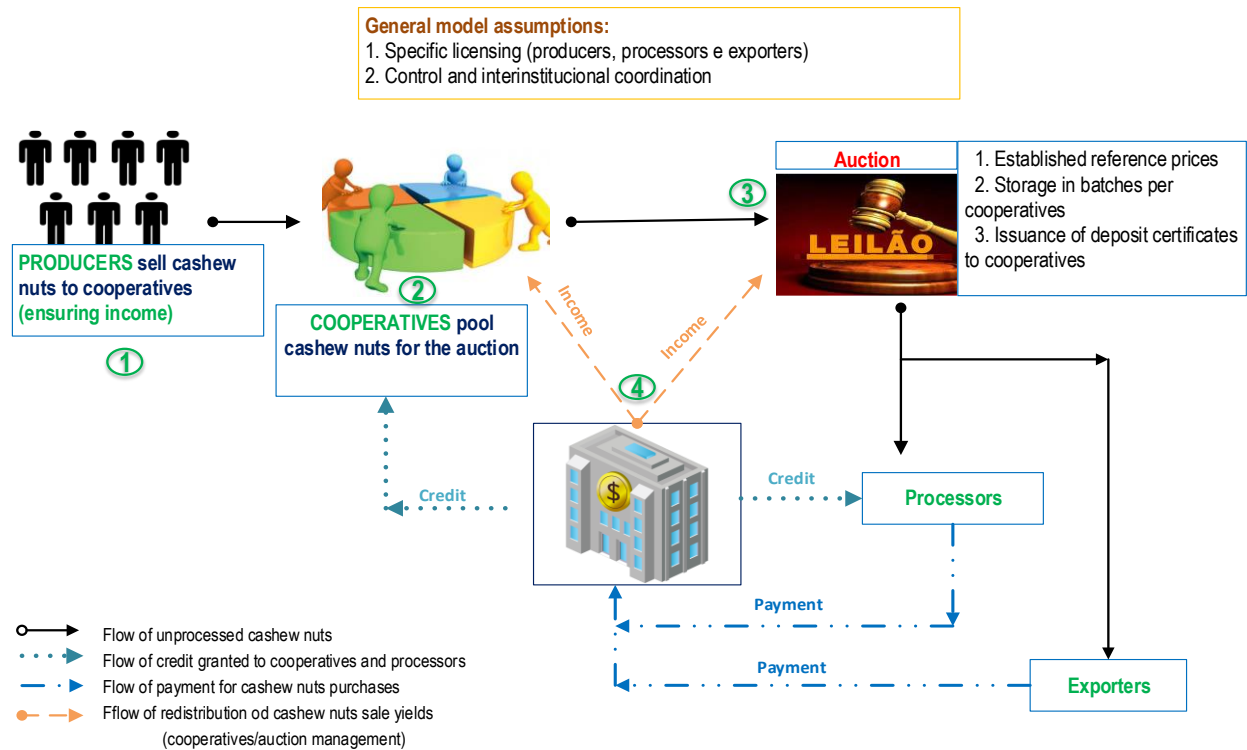 General model assumptions:
1. Specific licensing (producers, processors e exporters)
2. Control and interinstitucional coordination
Auction
1. Established reference prices
2. Storage in batches per
cooperatives
3. Issuance of deposit certificates
to cooperatives
3
LEILÃO
PRODUCERS sell cashew
nuts to cooperatives
(ensuring income)
1
2
COOPERATIVES pool
cashew nuts for the auction
Income
Income
4
$
Credit
Credit
Processors
Payment
Payment
Exporters
Flow of unprocessed cashew nuts
Flow of credit granted to cooperatives and processors
Flow of payment for cashew nuts purchases
Fflow of redistribution od cashew nuts sale yields
(cooperatives/auction management)